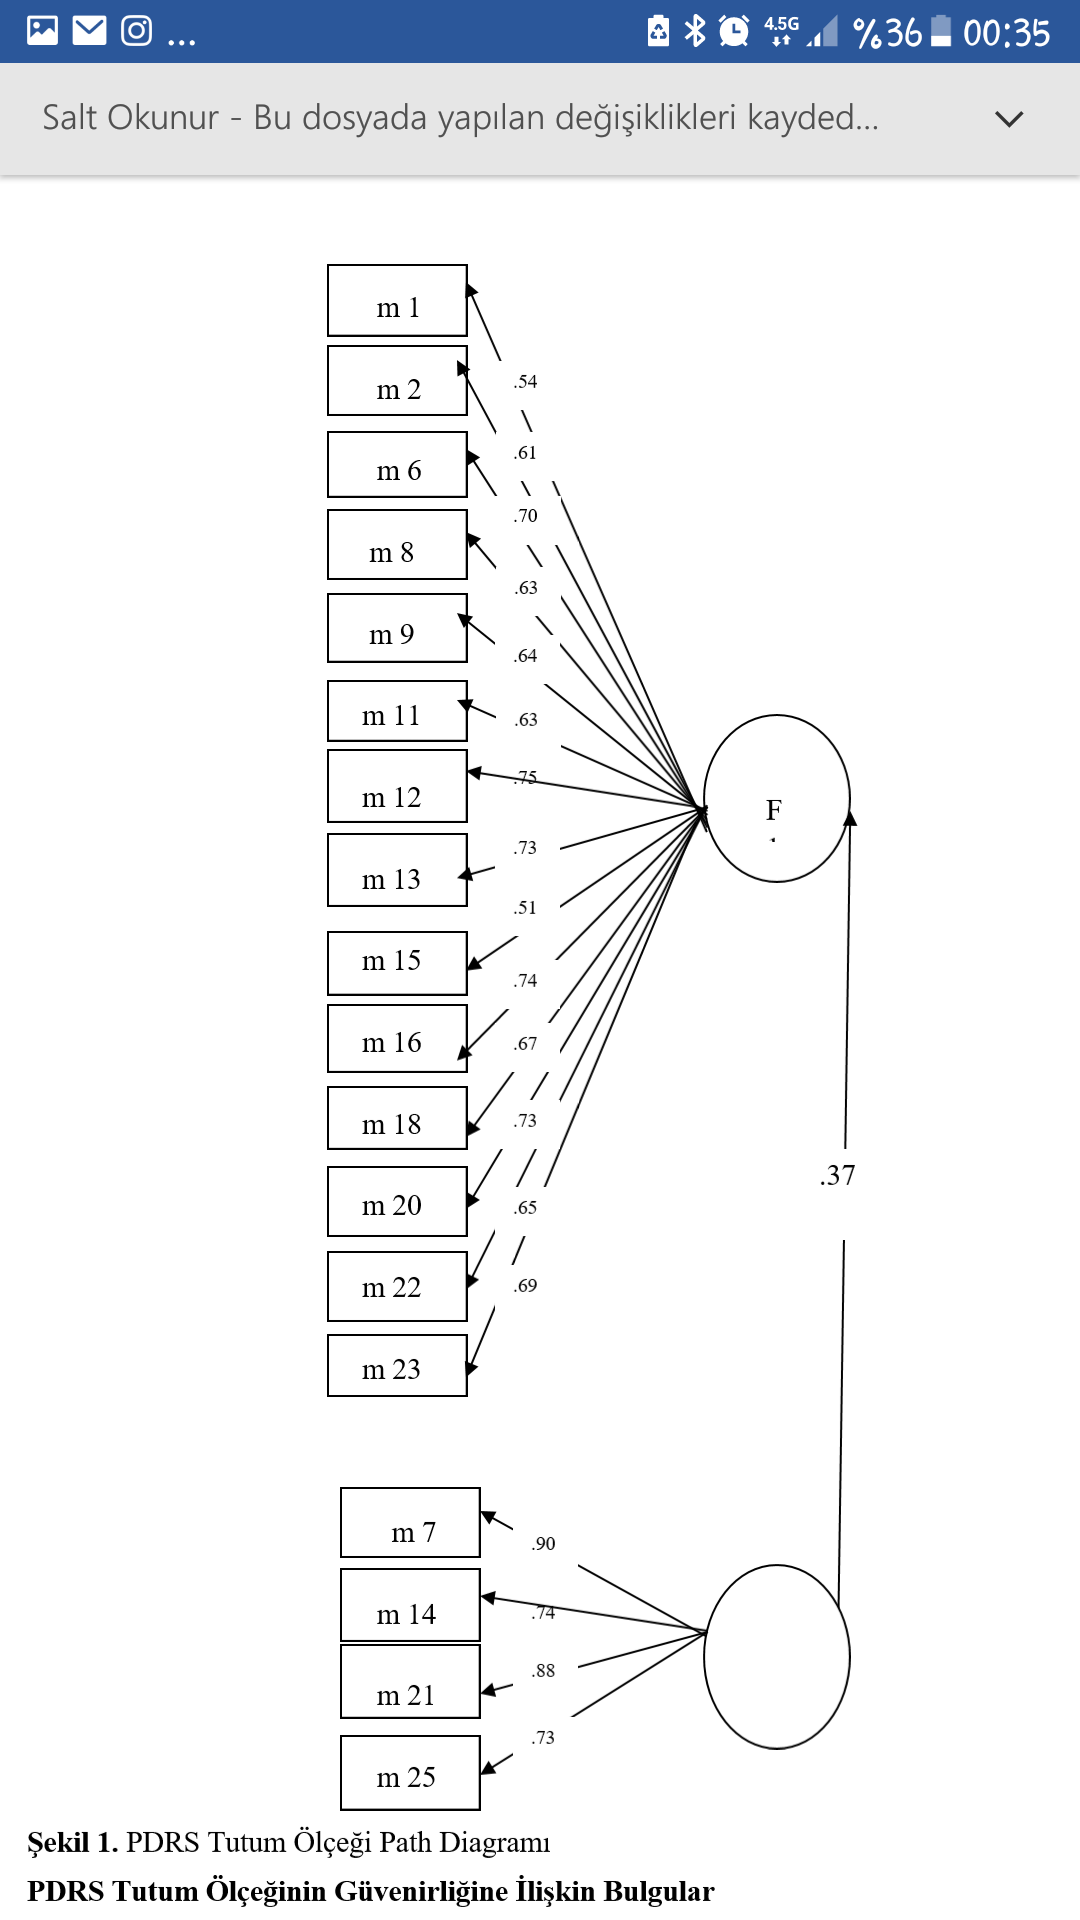 4.5G %36 00:35
Salt Okunur - Bu dosyada yapılan değişiklikleri kayded...
m 1
.54
m 2
.61
m 6
.70
m 8
.63
m 9
.64
m 11
.63
m 12
.75
F
m 13
.73
.51
m 15
.74
m 16
.67
m 18
.73
.37
m 20
.65
m 22
.69
m 23
m 7
.90
m 14
.74
m 21
.88
m 25
.73
Şekil 1. PDRS Tutum Ölçeği Path Diagramı
PDRS Tutum Ölçeğinin Güvenirliğine İlişkin Bulgular